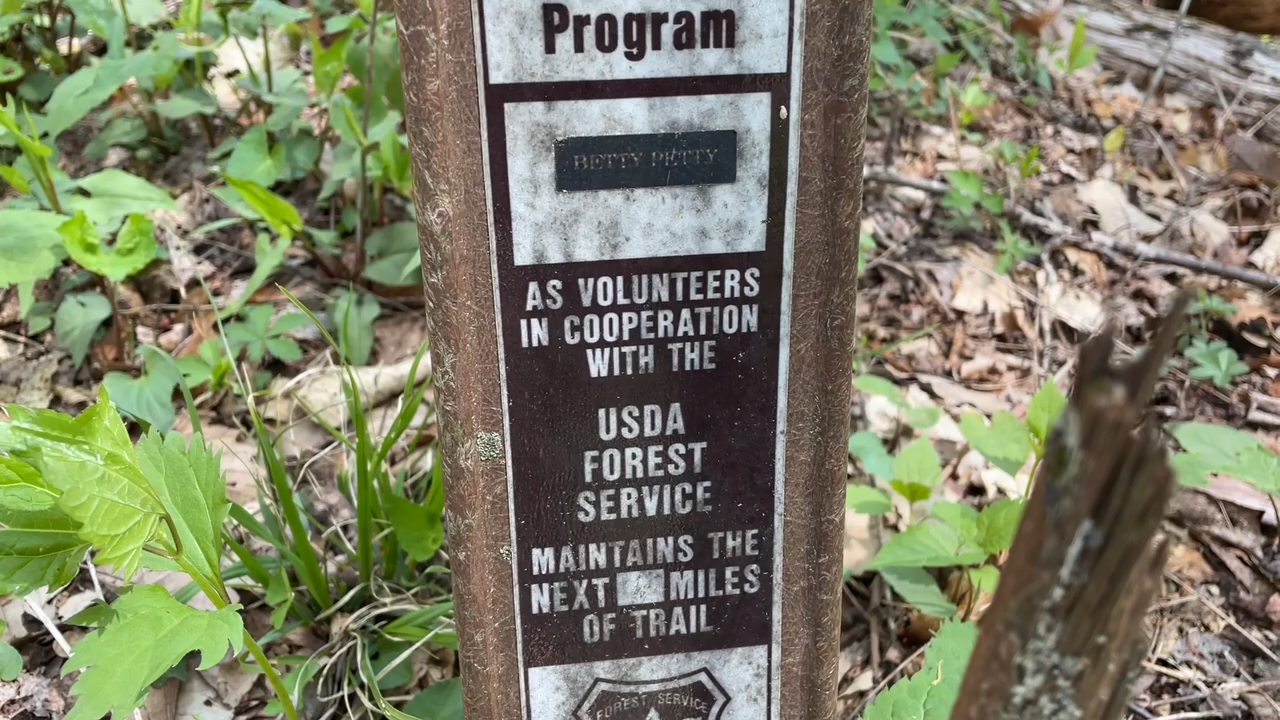 Program
BETTY PETTY
AS VOLUNTEERS
IN COOPERATION
WITH THE
USDA
FOREST
SERVICE
MAINTAINS THE
NEXT MILES
OF TRAIL
FOREST SERVICE